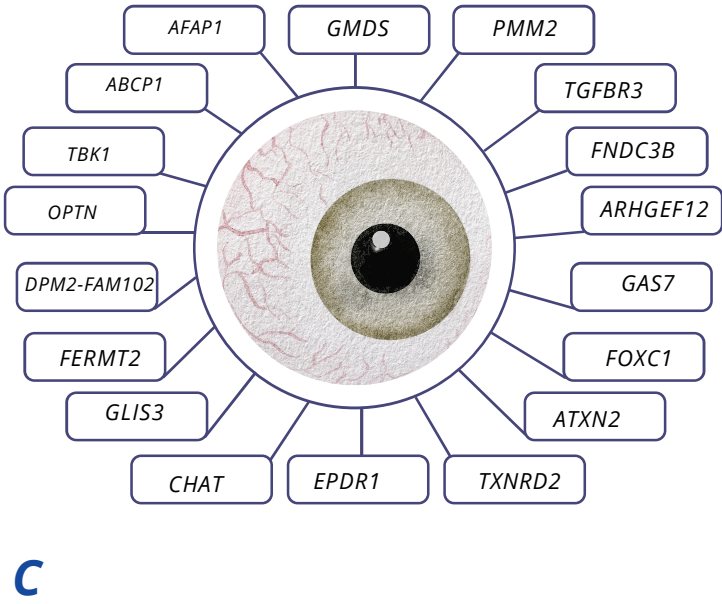 AFAP1
GMDS
PMM2
ABCP1
TGFBR3
TBK1
FNDC3B
OPTN
ARHGEF12
DPM2-FAM102
GAS7
FERMT2
FOXC1
GLIS3
ATXN2
CHAT
EPDR1
TXNRD2
C